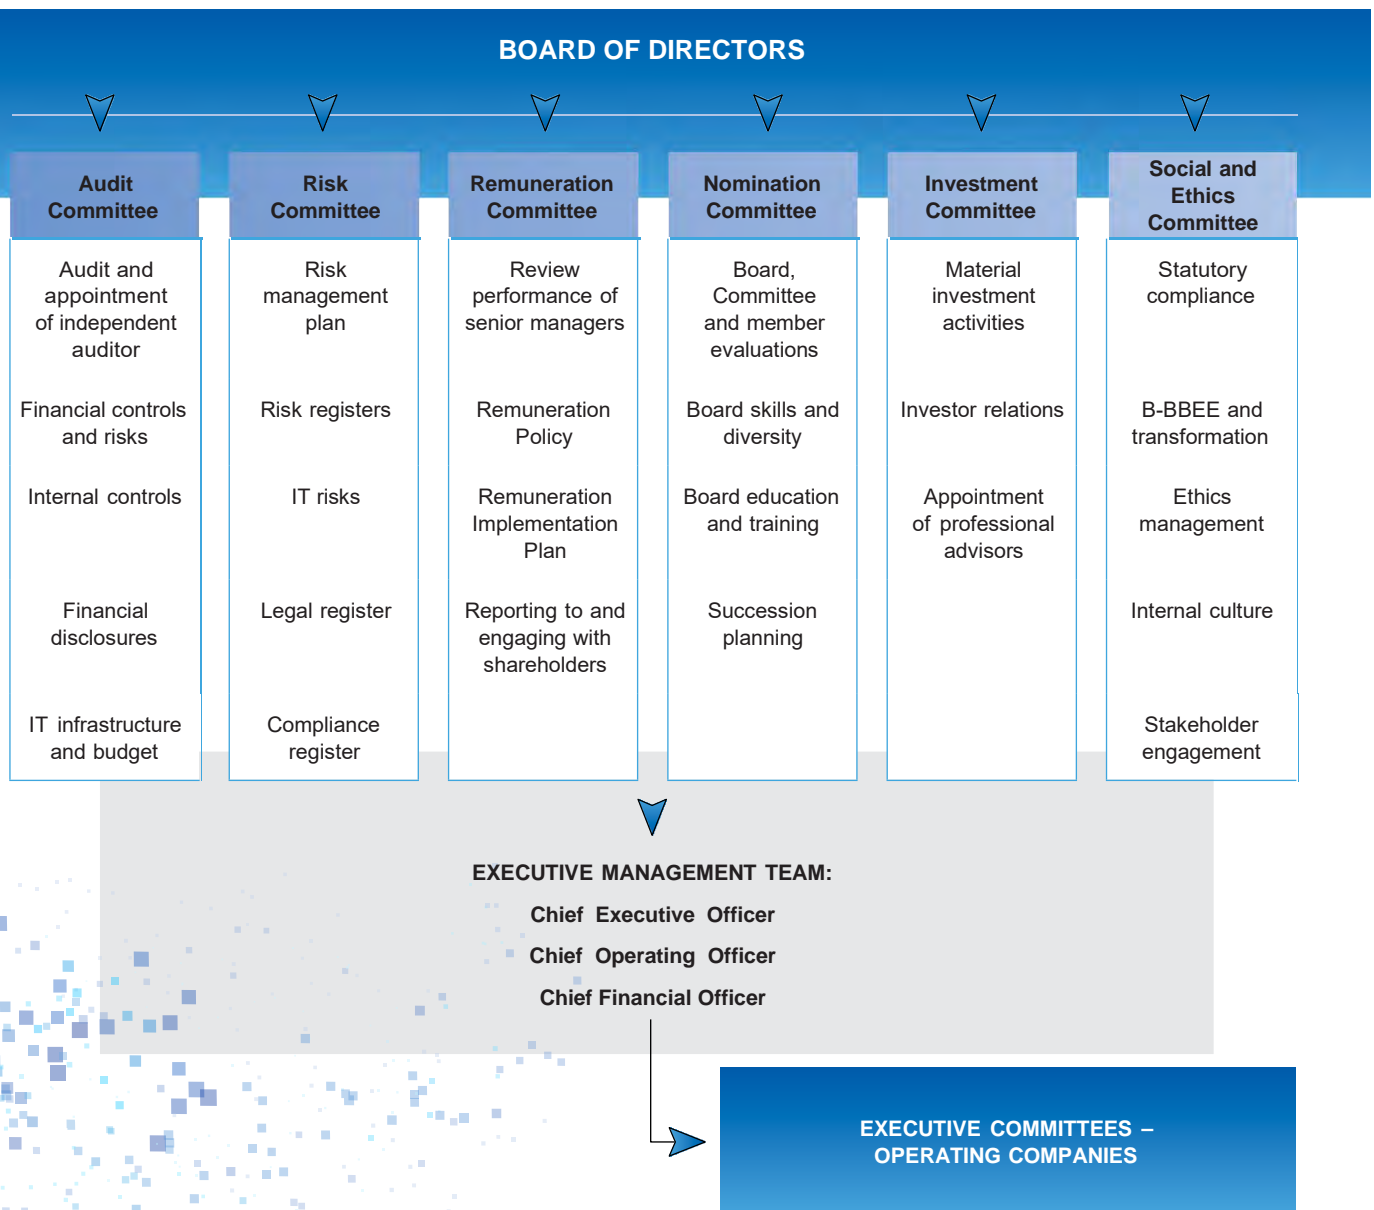 BOARD OF DIRECTORS
Audit
Committee
Audit and
appointment
of independent
auditor
Financial controls
and risks
Internal controls
Financial
disclosures
IT infrastructure
and budget
Risk
Committee
Risk
management
plan
Risk registers
IT risks
Legal register
Compliance
register
Remuneration
Committee
Review
performance of
senior managers
Remuneration
Policy
Remuneration
Implementation
Plan
Reporting to and
engaging with
shareholders
Nomination
Committee
Board,
Committee
and member
evaluations
Board skills and
diversity
Board education
and training
Succession
planning
Investment
Committee
Material
investment
activities
Investor relations
Appointment
of professional
advisors
Social and
Ethics
Committee
Statutory
compliance
B-BBEE and
transformation
Ethics
management
Internal culture
Stakeholder
engagement
EXECUTIVE MANAGEMENT TEAM:
Chief Executive Officer
Chief Operating Officer
Chief Financial Officer
EXECUTIVE COMMITTEES –
OPERATING COMPANIES